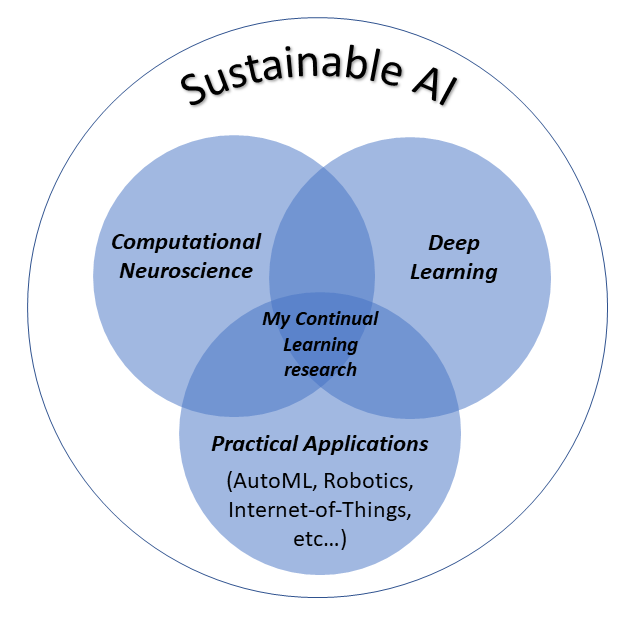 Sustainable AI
Computational
Neuroscience
Deep
Learning
My Continual
Learning
research
Practical Applications
(AutoML, Robotics,
Internet-of-Things,
etc…)